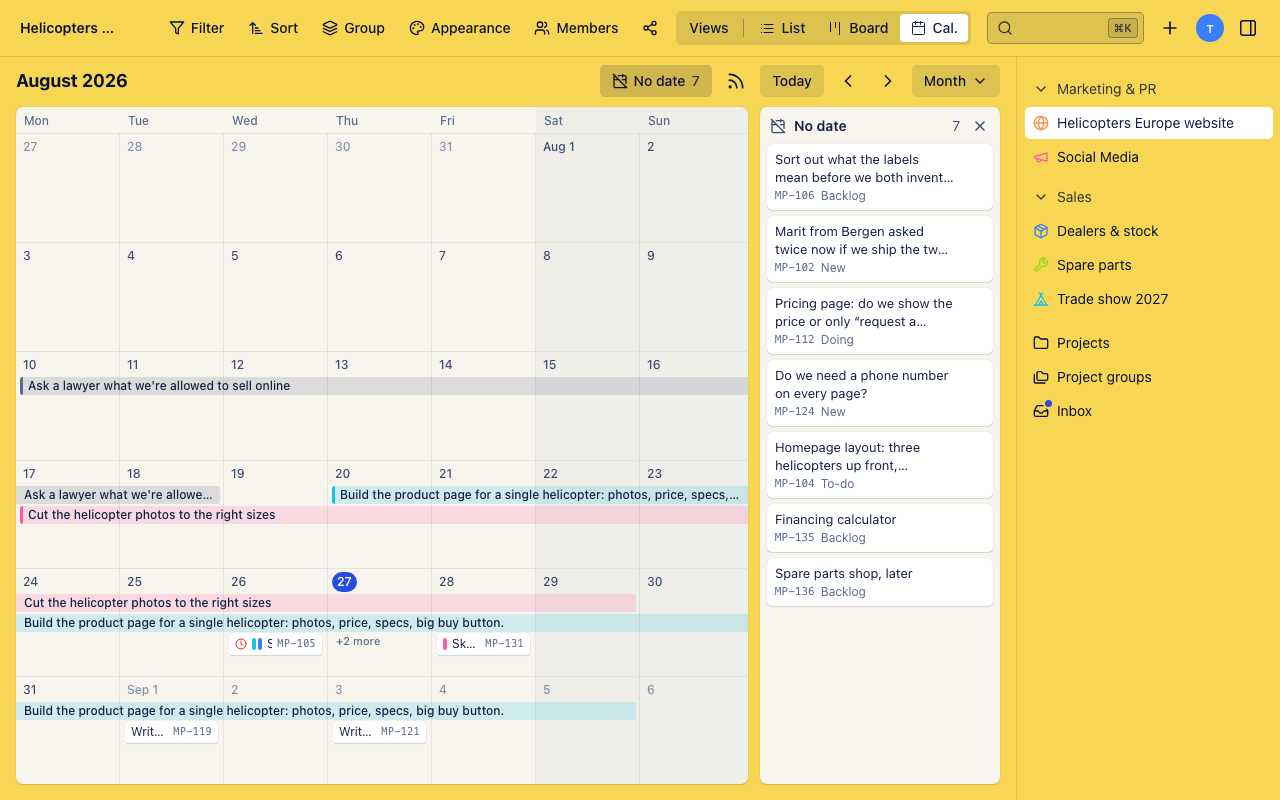 Helicopters ...
Filter
Sort
Group
Appearance
Members
Views
List
Board
Cal.
⌘K
T
August 2026
No date 7
Today
Month
Mon Tue Wed Thu Fri Sat Sun
27 28 29 30 31 Aug 1 2
3 4 5 6 7 8 9
10 11 12 13 14 15 16
Ask a lawyer what we're allowed to sell online
17 18 19 20 21 22 23
Ask a lawyer what we're allowe...
Build the product page for a single helicopter: photos, price, specs,...
Cut the helicopter photos to the right sizes
24 25 26 27 28 29 30
Cut the helicopter photos to the right sizes
Build the product page for a single helicopter: photos, price, specs, big buy button.
MP-105
+2 more
Sk... MP-131
31 Sep 1 2 3 4 5 6
Build the product page for a single helicopter: photos, price, specs, big buy button.
Writ... MP-119
Writ... MP-121
No date 7
Sort out what the labels
mean before we both invent...
MP-106 Backlog
Marit from Bergen asked
twice now if we ship the tw...
MP-102 New
Pricing page: do we show the
price or only “request a...
MP-112 Doing
Do we need a phone number
on every page?
MP-124 New
Homepage layout: three
helicopters up front,...
MP-104 To-do
Financing calculator
MP-135 Backlog
Spare parts shop, later
MP-136 Backlog
Marketing & PR
Helicopters Europe website
Social Media
Sales
Dealers & stock
Spare parts
Trade show 2027
Projects
Project groups
Inbox